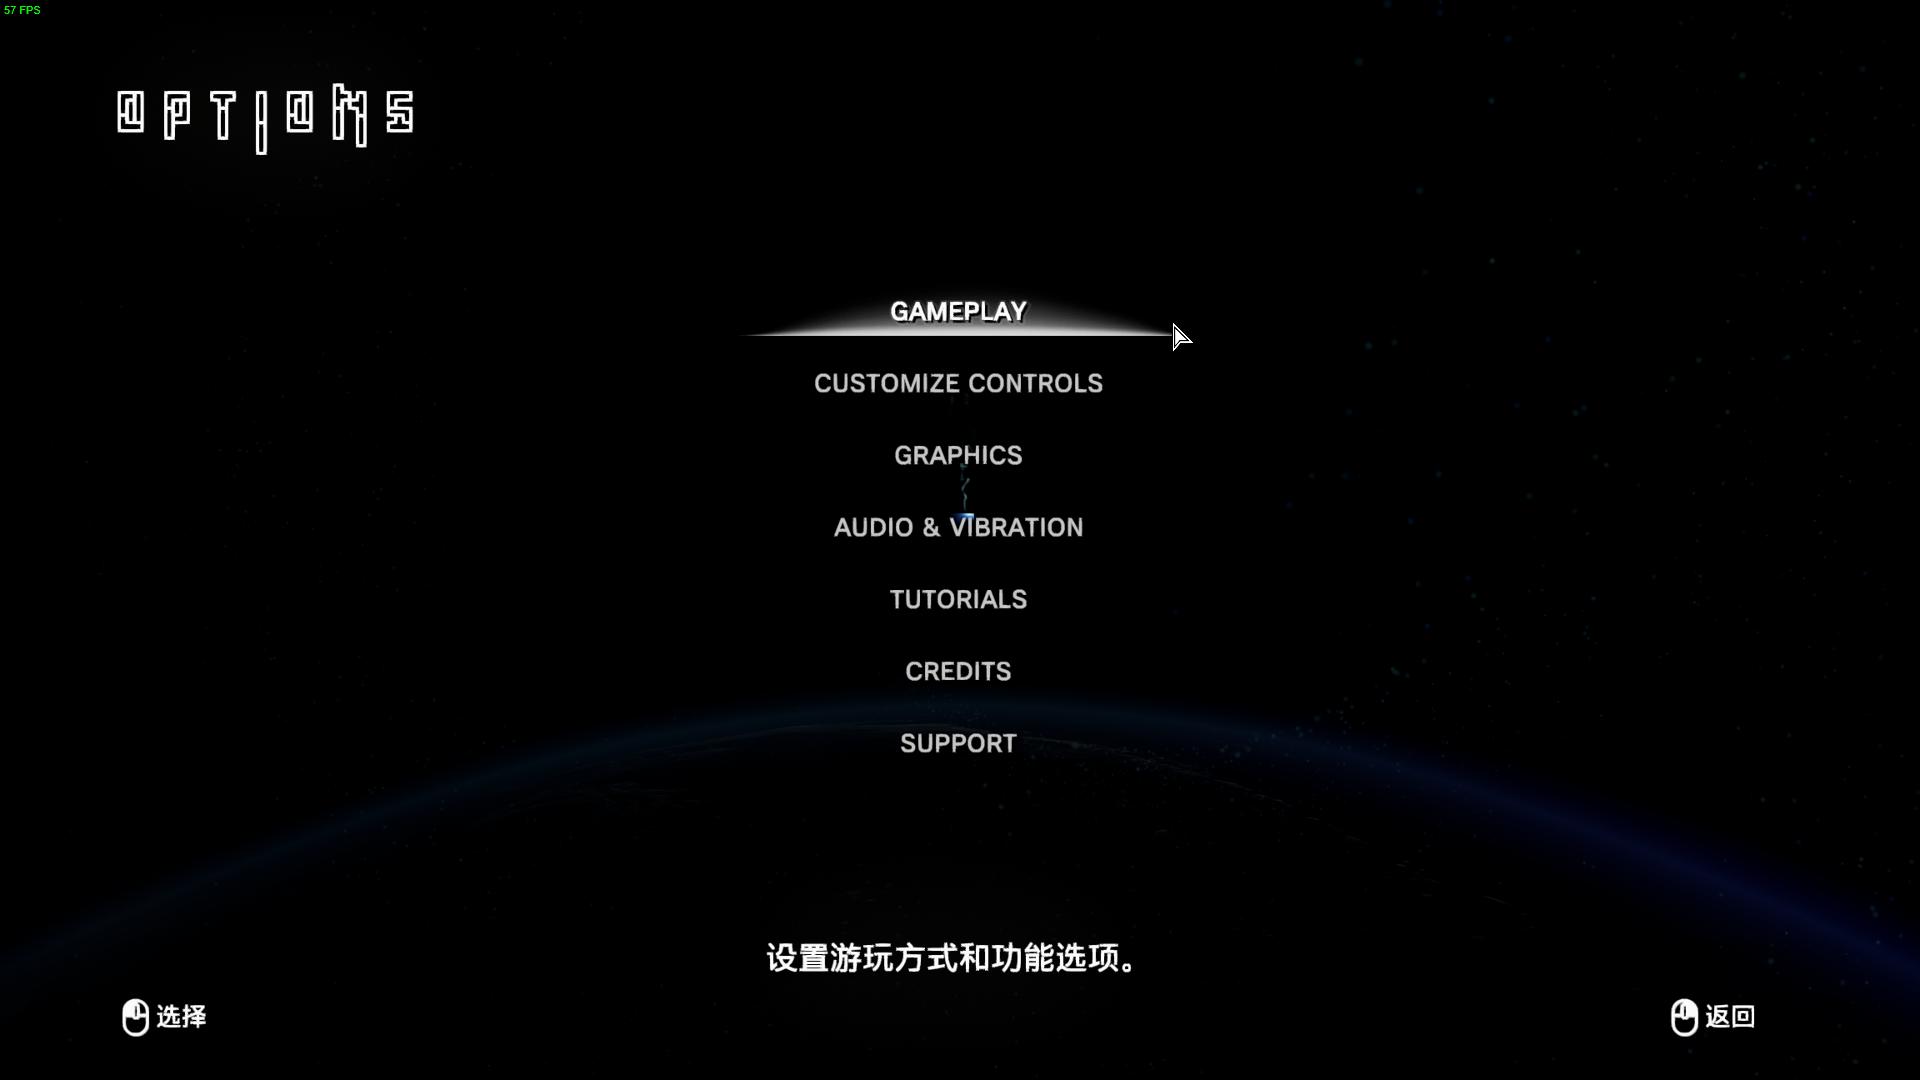 57 FPS
OPTIONS
GAMEPLAY
CUSTOMIZE CONTROLS
GRAPHICS
AUDIO & VIBRATION
TUTORIALS
CREDITS
SUPPORT
设置游玩方式和功能选项。
选择
返回